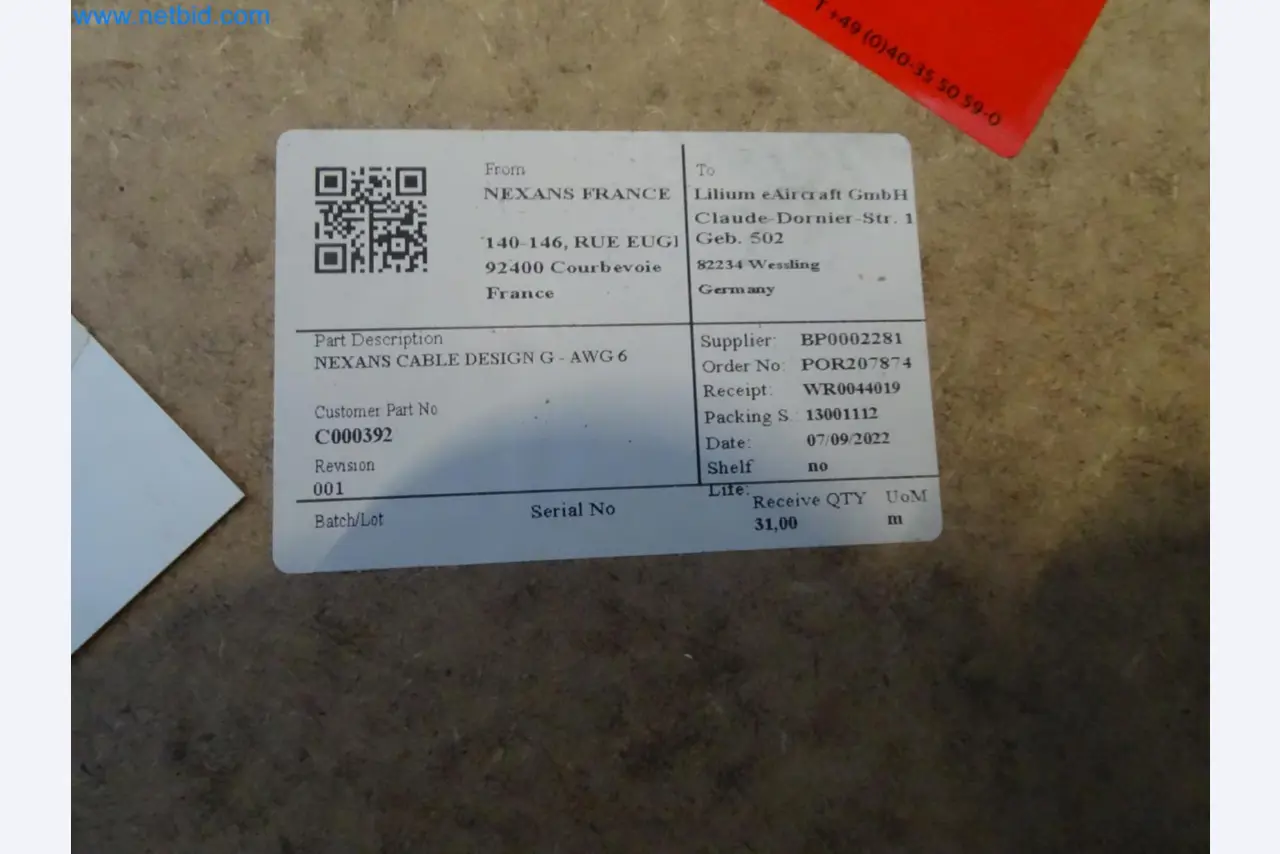 www.netbid.com
T +49 (0)40-35 50 59-0
From
NEXANS FRANCE
140-146, RUE EUGI
92400 Courbevoie
France
To
Lilium eAircraft GmbH
Claude-Dornier-Str. 1
Geb. 502
82234 Wessling
Germany
Part Description
NEXANS CABLE DESIGN G - AWG 6
Customer Part No
C000392
Revision
001
Supplier: BP0002281
Order No: POR207874
Receipt: WR0044019
Packing S. 13001112
Date: 07/09/2022
Shelf no
Life:
Batch/Lot
Serial No
Receive QTY UoM
31,00 m